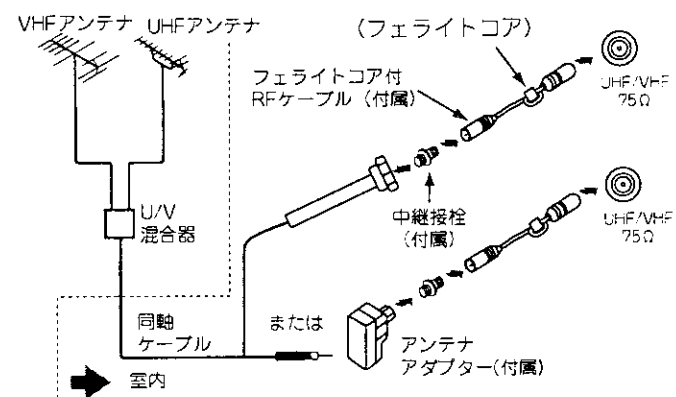 VHFアンテナ UHFアンテナ
(フェライトコア)
フェライトコア付
RFケーブル (付属)
UHF/VHF
75Ω
U/V
混合器
中継接栓
(付属)
UHF/VHF
75Ω
同軸
ケーブル
または
アンテナ
アダプター(付属)
室内